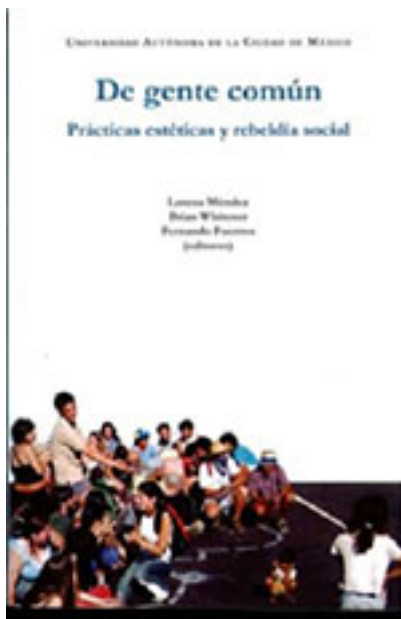 UNIVERSIDAD AUTÓNOMA DE LA CIUDAD DE MÉXICO
De gente común
Prácticas estéticas y rebeldía social
Lorena Méndez
Brian Whitener
Fernando Fuentes
(editores)